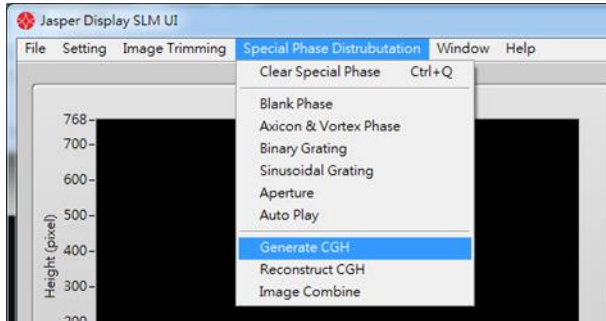 Jasper Display SLM UI
File Setting Image Trimming Special Phase Distrubutation Window Help
Clear Special Phase Ctrl+Q
Blank Phase
Axicon & Vortex Phase
Binary Grating
Sinusoidal Grating
Aperture
Auto Play
Generate CGH
Reconstruct CGH
Image Combine
Height (pixel)
768
700
600
500
400
300
200